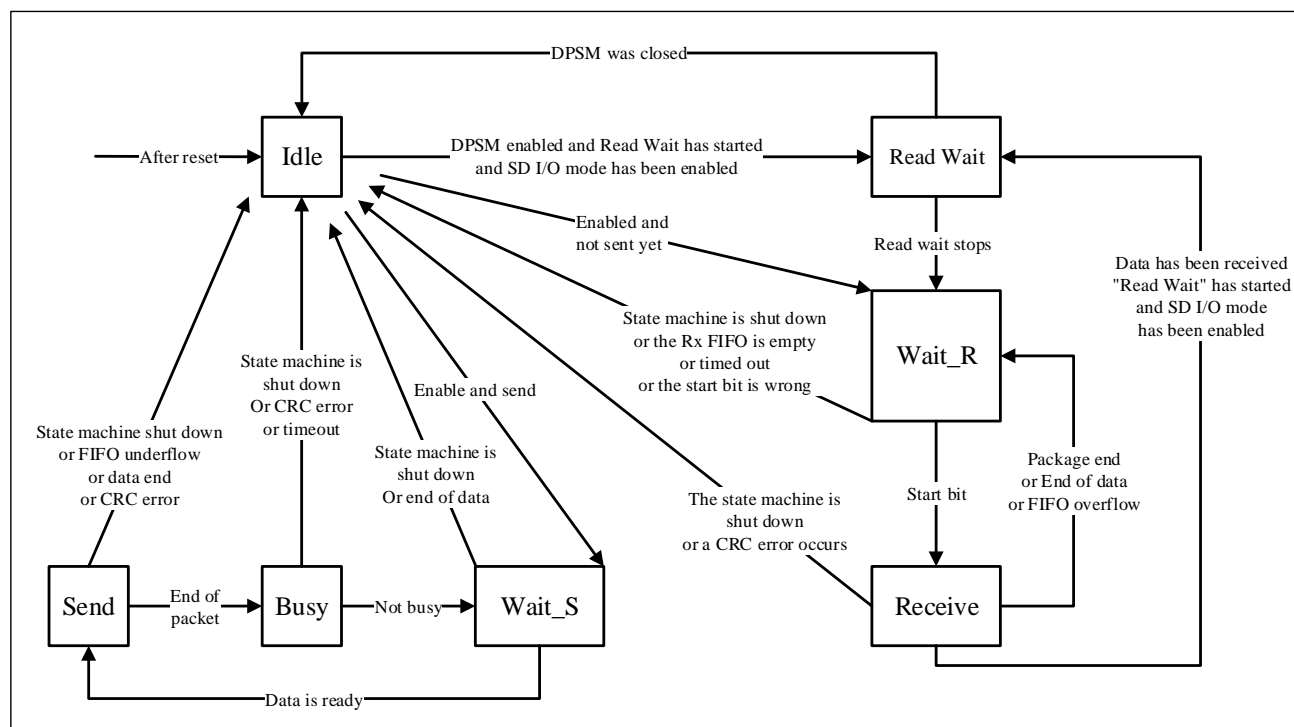 DPSM was closed
After reset
Idle
DPSM enabled and Read Wait has started
and SD I/O mode has been enabled
Read Wait
Enabled and
not sent yet
Read wait stops
Data has been received
"Read Wait" has started
and SD I/O mode
has been enabled
State machine is shut down
or the Rx FIFO is empty
or timed out
or the start bit is wrong
Wait_R
State machine is
shut down
Or CRC error
or timeout
Enable and send
State machine shut down
or FIFO underflow
or data end
or CRC error
State machine is
shut down
Or end of data
The state machine is
shut down
or a CRC error occurs
Start bit
Package end
or End of data
or FIFO overflow
Send
End of
packet
Busy
Not busy
Wait_S
Receive
Data is ready